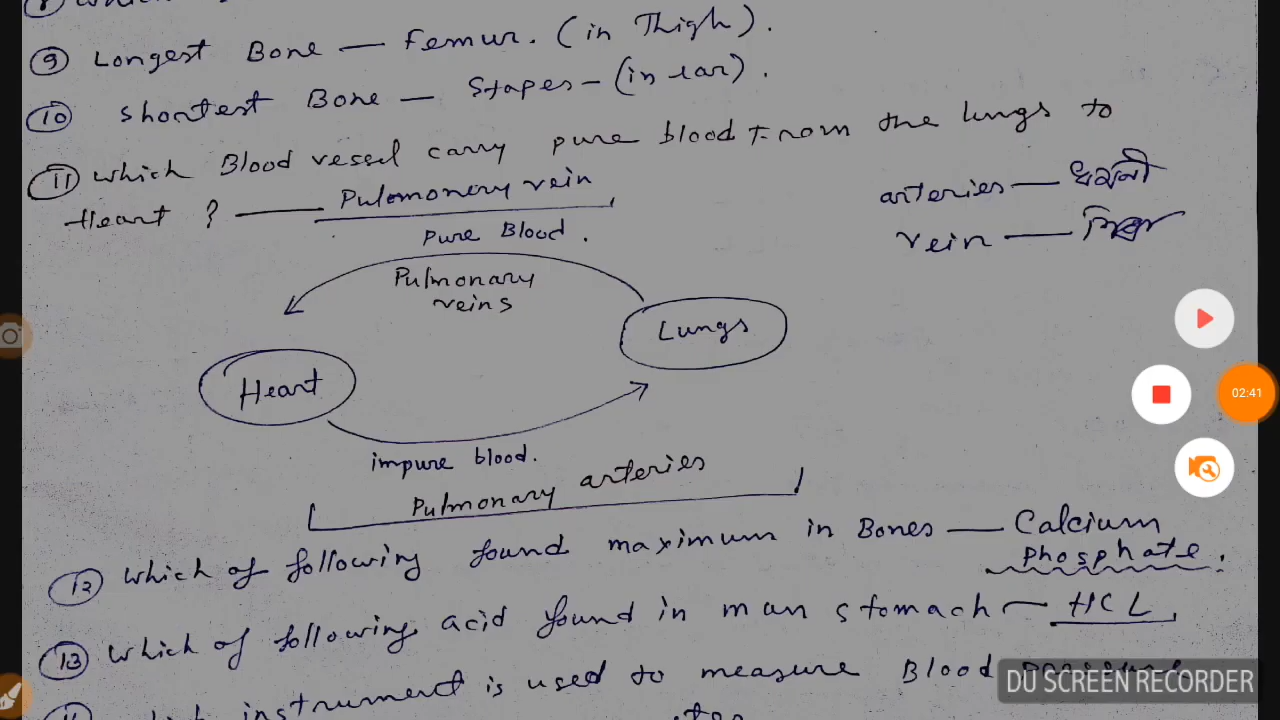 9 Longest Bone — Femur. (in Thigh).
10 Shortest Bone — Stapes - (in ear).
11 which Blood vessel carry pure blood From the lungs to
Heart ? — Pulomonery vein
arteries — ধমনী
vein — শিরা
Pure Blood.
Pulmonary
veins
Lungs
Heart
impure blood.
Pulmonary arteries
12 which of following found maximum in Bones — Calcium
phosphate.
13 which of following acid found in man stomach — HCL
instrument is used to measure Blood
02:41
DU SCREEN RECORDER